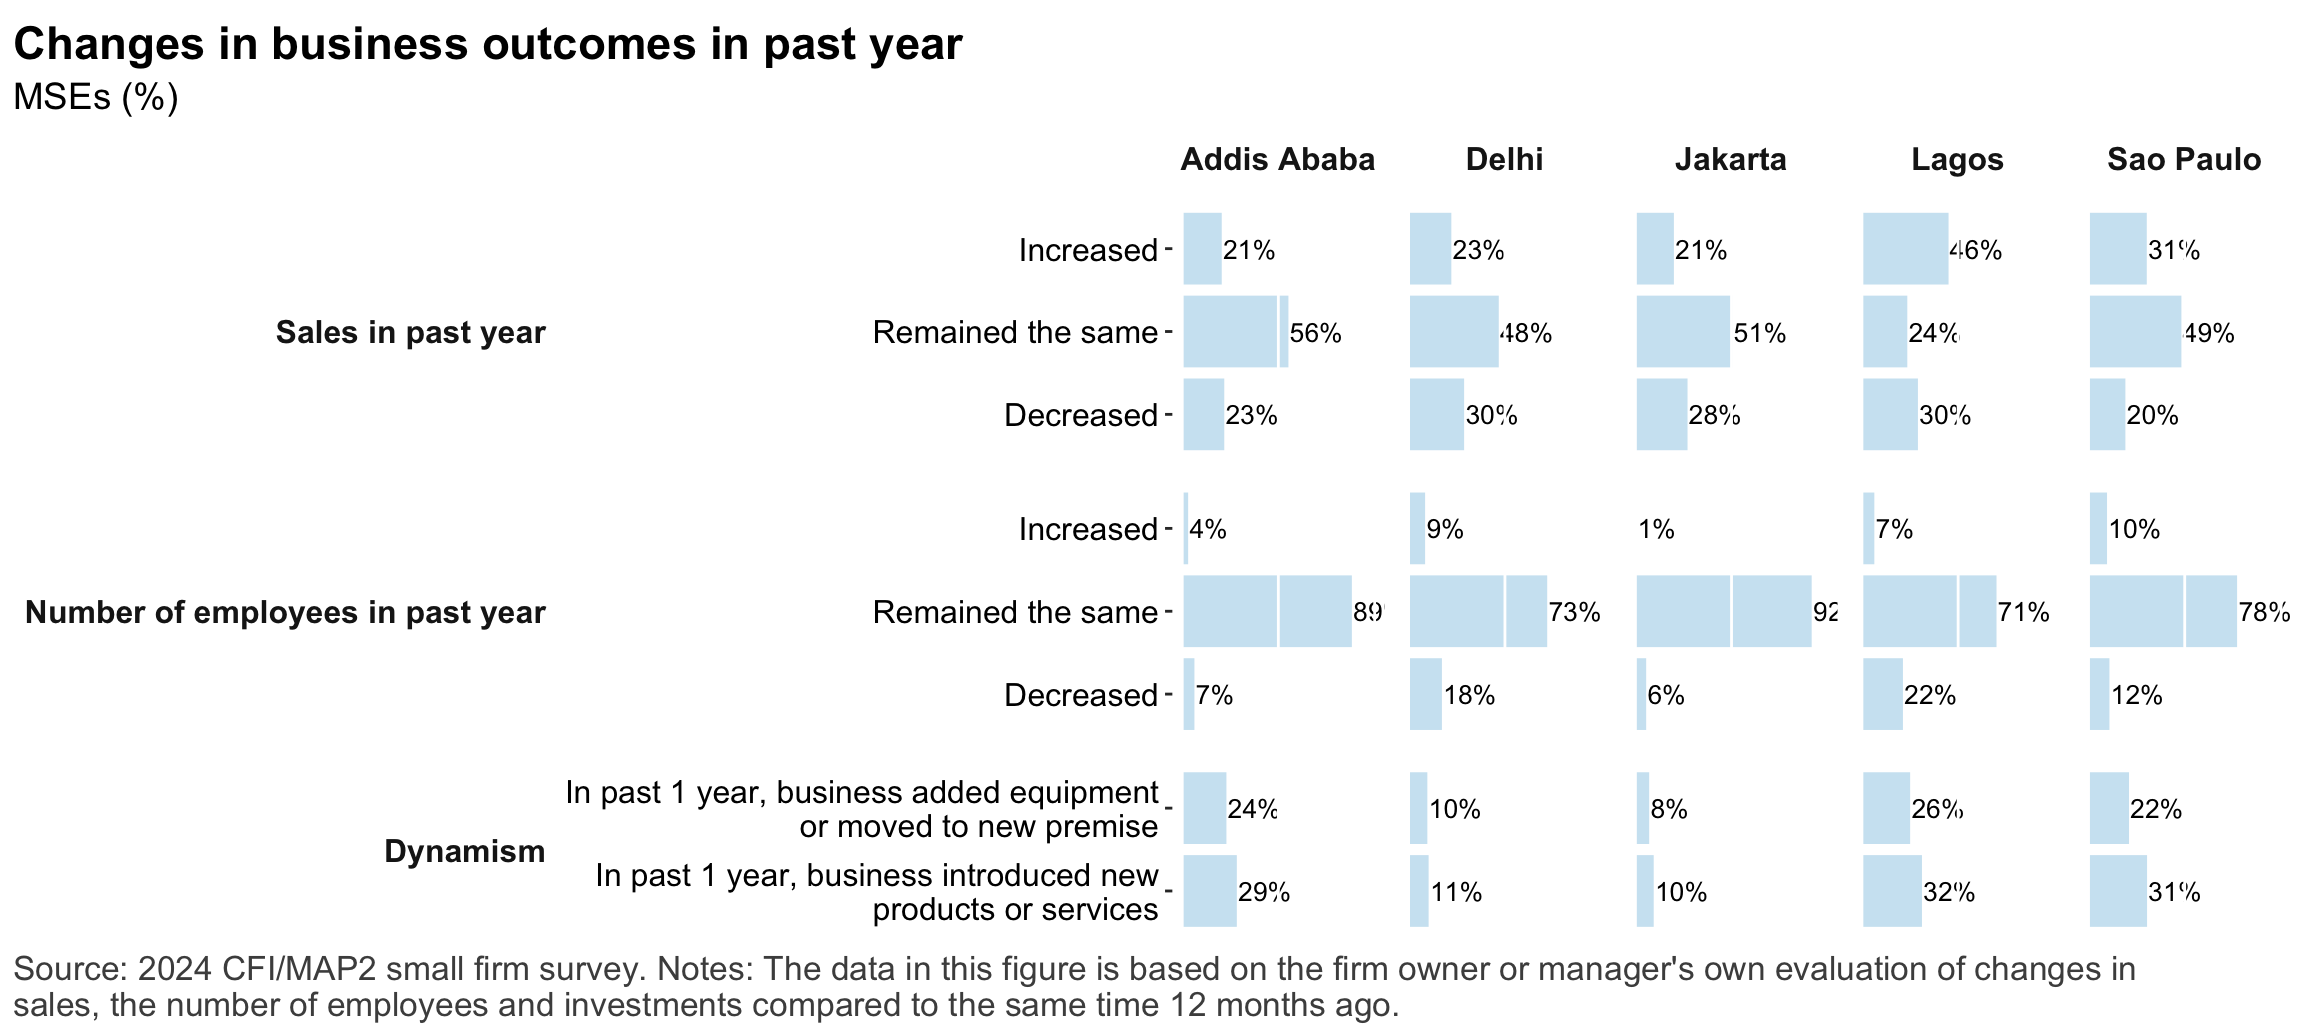 Changes in business outcomes in past year
MSEs (%)
Addis Ababa Delhi Jakarta Lagos Sao Paulo
Increased 21% 23% 21% 46% 31%
Sales in past year Remained the same 56% 48% 51% 24% 49%
Decreased 23% 30% 28% 30% 20%
Increased 4% 9% 1% 7% 10%
Number of employees in past year Remained the same 89 73% 92 71% 78%
Decreased 7% 18% 6% 22% 12%
In past 1 year, business added equipment
or moved to new premise 24% 10% 8% 26% 22%
Dynamism
In past 1 year, business introduced new
products or services 29% 11% 10% 32% 31%
Source: 2024 CFI/MAP2 small firm survey. Notes: The data in this figure is based on the firm owner or manager's own evaluation of changes in
sales, the number of employees and investments compared to the same time 12 months ago.